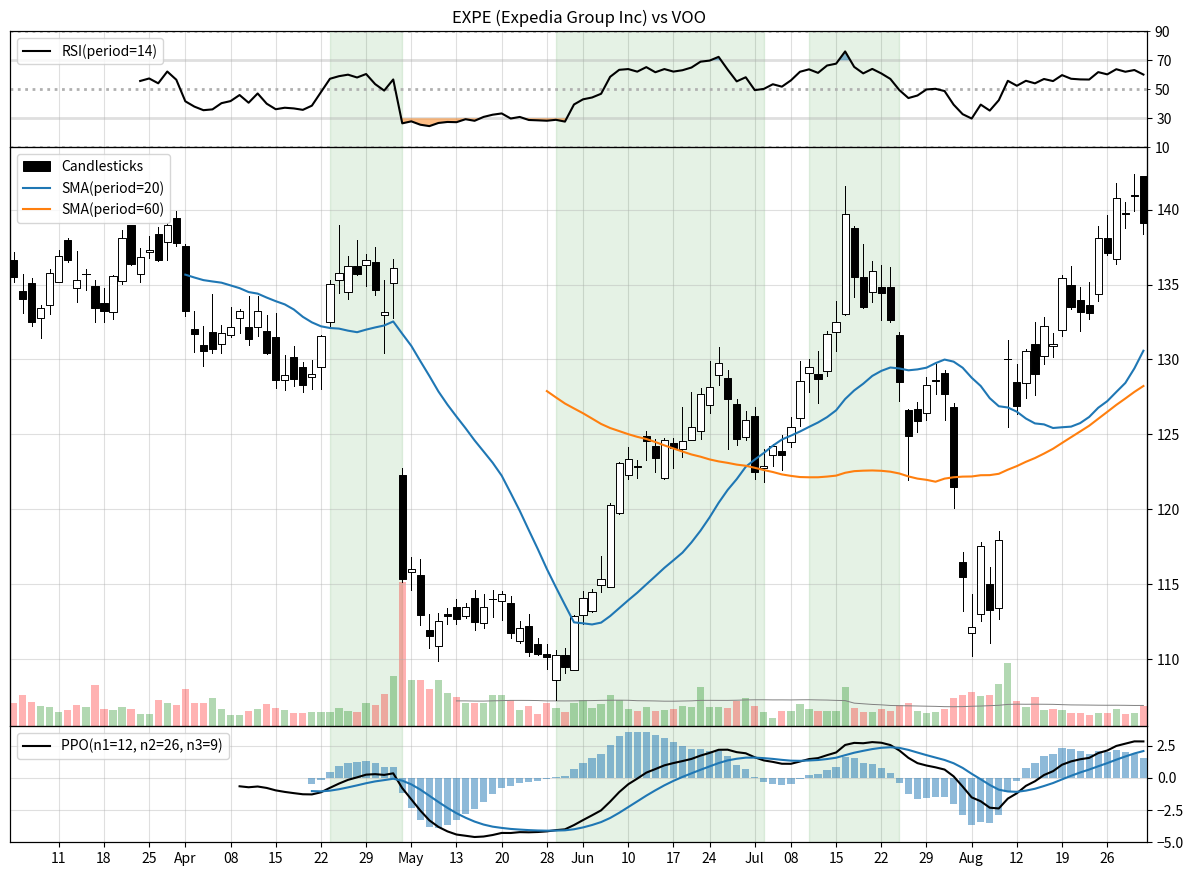 EXPE (Expedia Group Inc) vs VOO
RSI(period=14)
90
70
50
30
10
Candlesticks
SMA(period=20)
SMA(period=60)
140
135
130
125
120
115
110
PPO(n1=12, n2=26, n3=9)
2.5
0.0
−2.5
−5.0
11 18 25 Apr 08 15 22 29 May 13 20 28 Jun 10 17 24 Jul 08 15 22 29 Aug 12 19 26